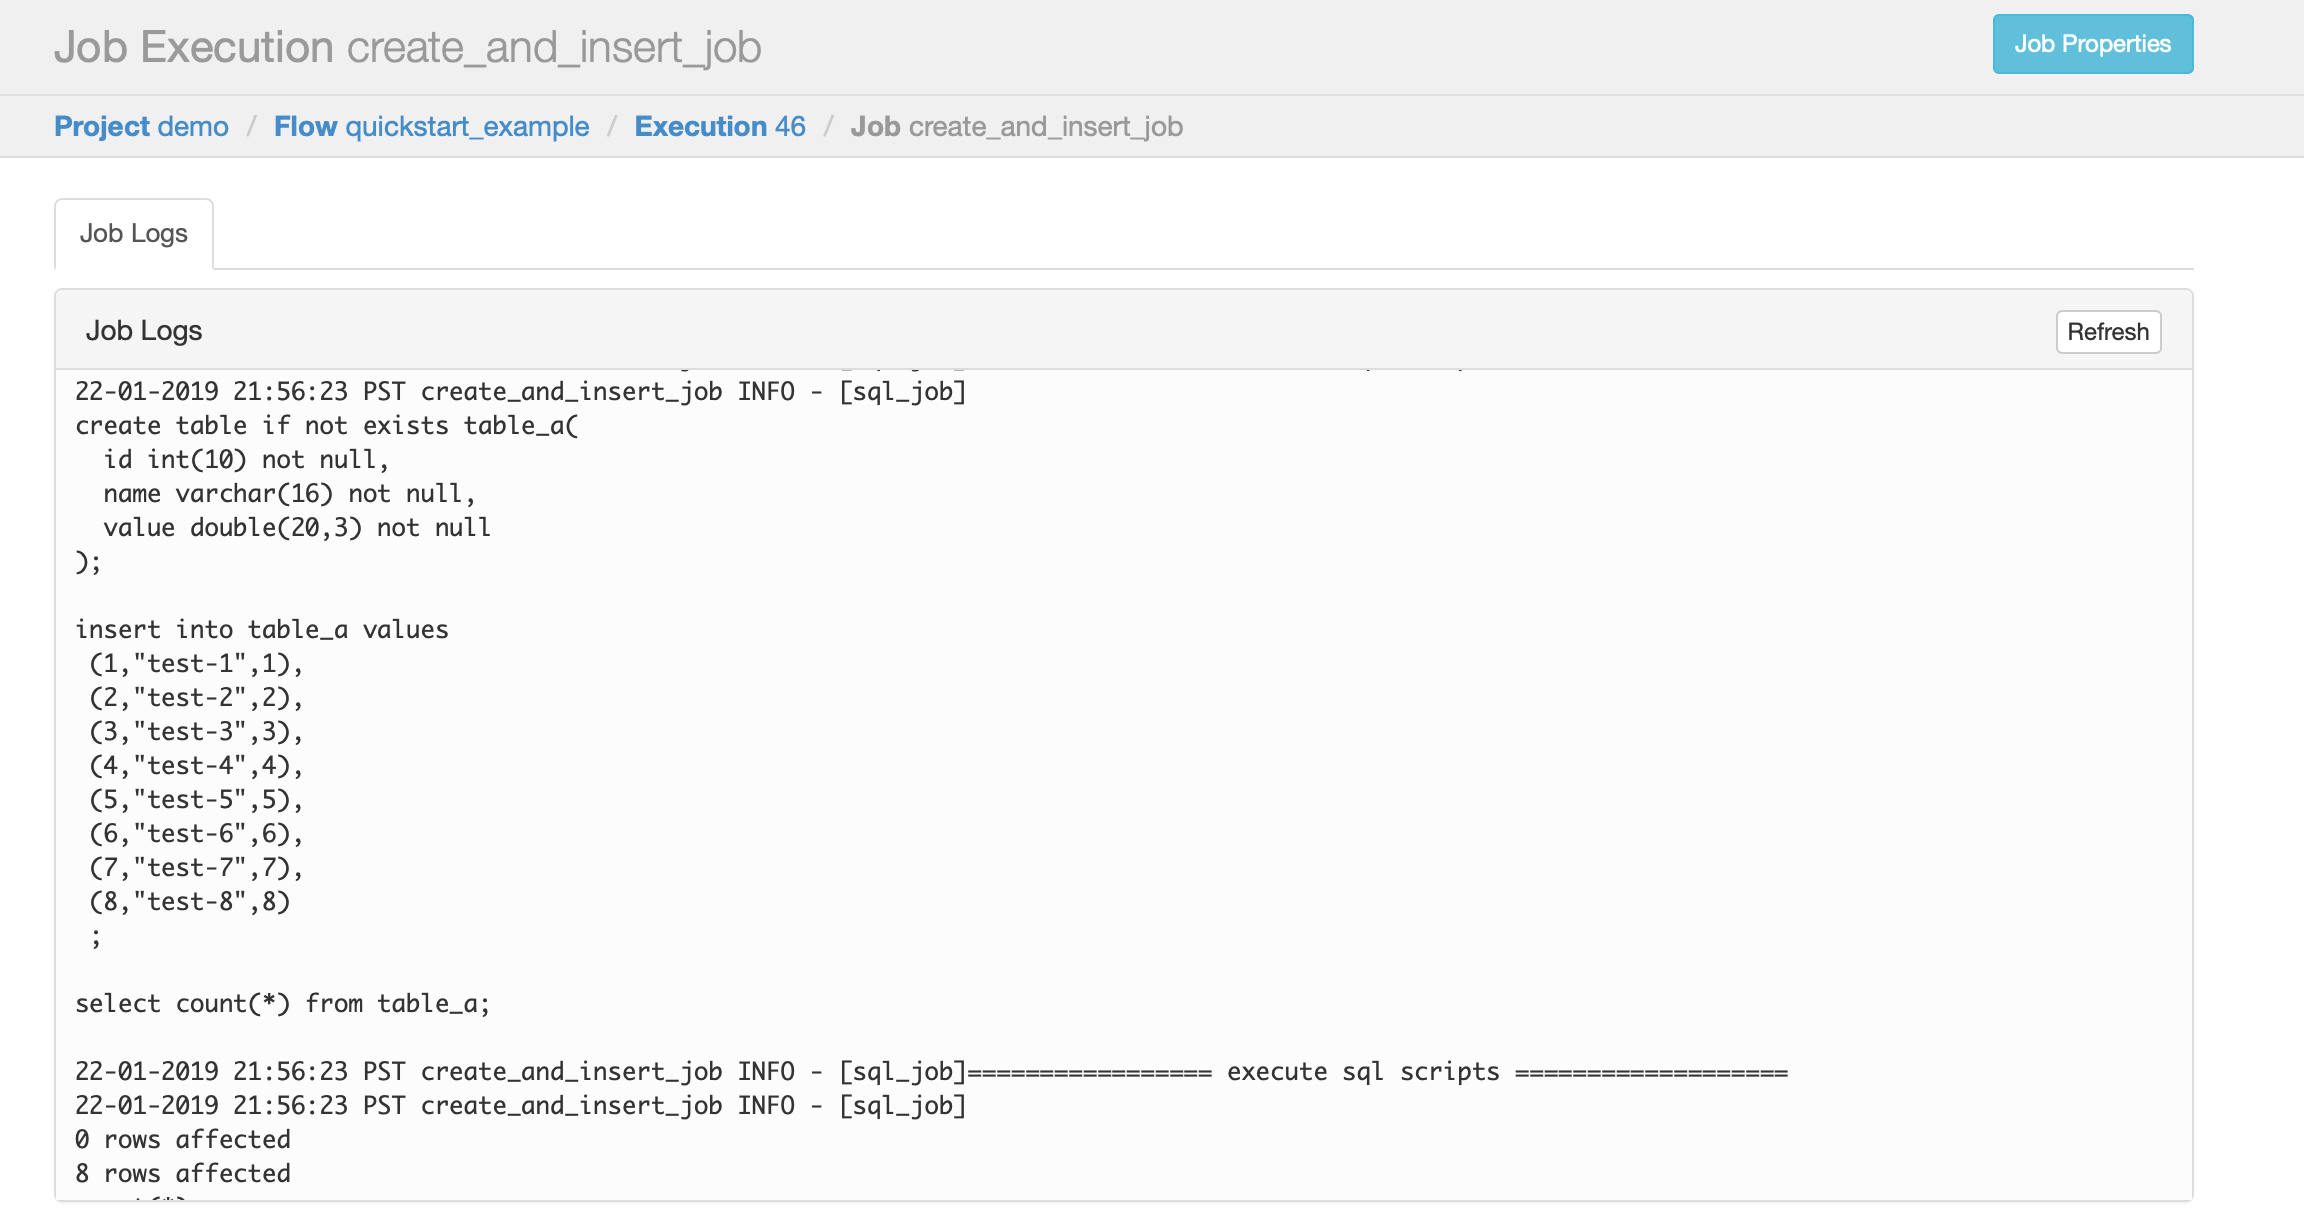 Job Execution create_and_insert_job
Job Properties
Project demo / Flow quickstart_example / Execution 46 / Job create_and_insert_job
Job Logs
Job Logs
Refresh
22-01-2019 21:56:23 PST create_and_insert_job INFO - [sql_job]
create table if not exists table_a(
  id int(10) not null,
  name varchar(16) not null,
  value double(20,3) not null
);
insert into table_a values
 (1,"test-1",1),
 (2,"test-2",2),
 (3,"test-3",3),
 (4,"test-4",4),
 (5,"test-5",5),
 (6,"test-6",6),
 (7,"test-7",7),
 (8,"test-8",8)
 ;
select count(*) from table_a;
22-01-2019 21:56:23 PST create_and_insert_job INFO - [sql_job]================= execute sql scripts ===================
22-01-2019 21:56:23 PST create_and_insert_job INFO - [sql_job]
0 rows affected
8 rows affected